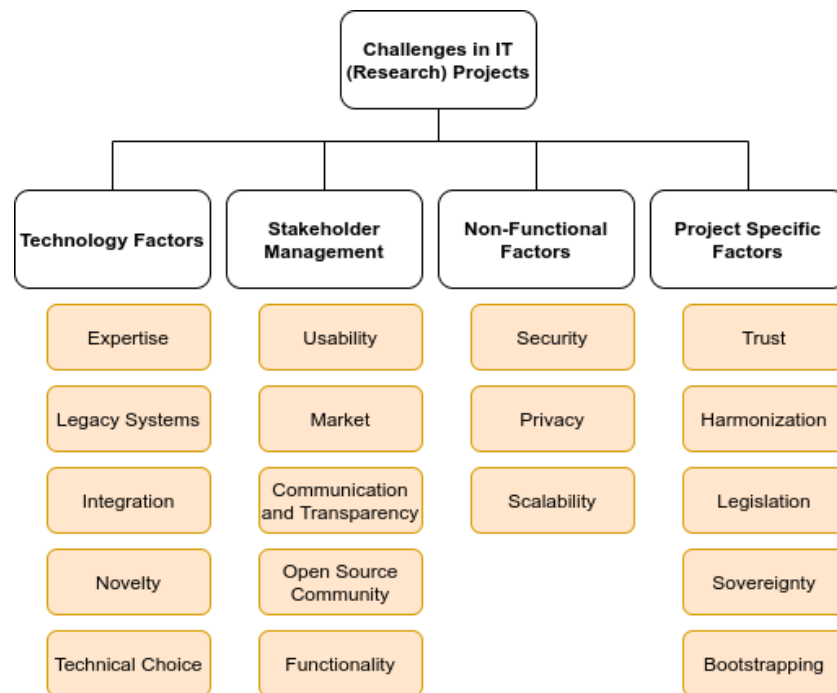 Challenges in IT
(Research) Projects
Technology Factors
Stakeholder
Management
Non-Functional
Factors
Project Specific
Factors
Expertise
Usability
Security
Trust
Legacy Systems
Market
Privacy
Harmonization
Integration
Communication
and Transparency
Scalability
Legislation
Novelty
Open Source
Community
Sovereignty
Technical Choice
Functionality
Bootstrapping